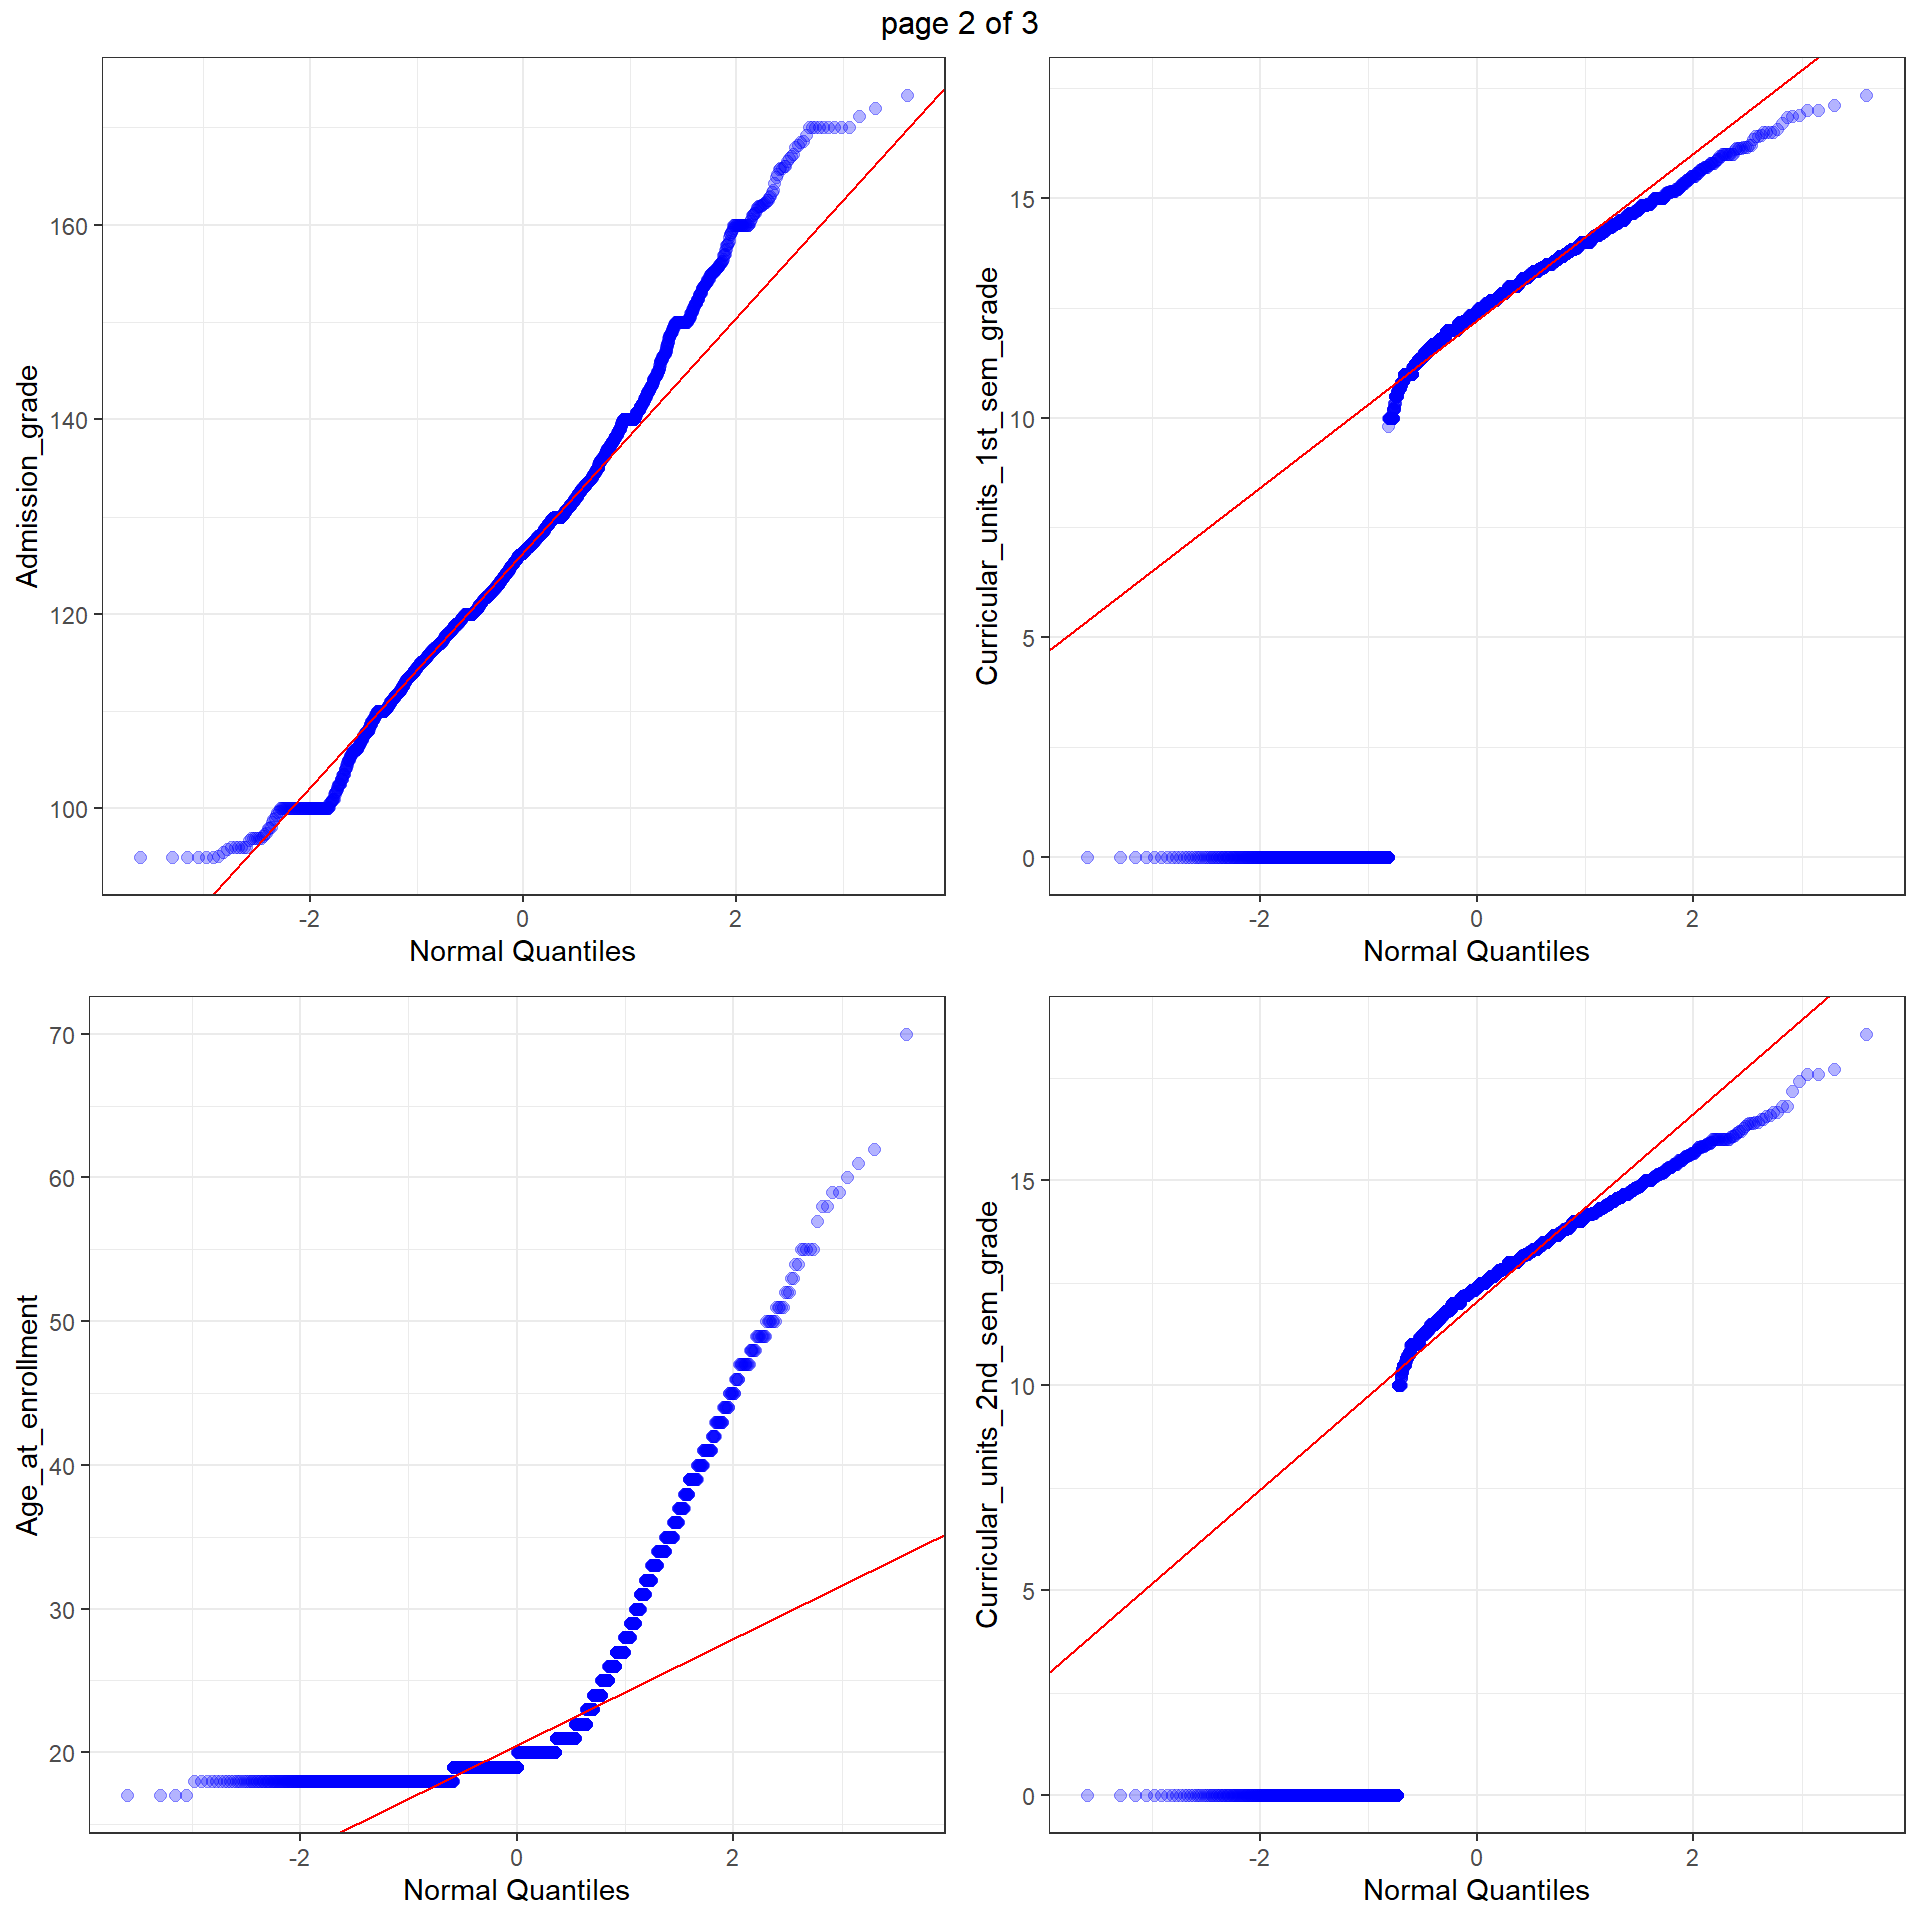 page 2 of 3
Admission_grade
160
140
120
100
-2 0 2
Normal Quantiles
Curricular_units_1st_sem_grade
15
10
5
0
-2 0 2
Normal Quantiles
Age_at_enrollment
70
60
50
40
30
20
-2 0 2
Normal Quantiles
Curricular_units_2nd_sem_grade
15
10
5
0
-2 0 2
Normal Quantiles